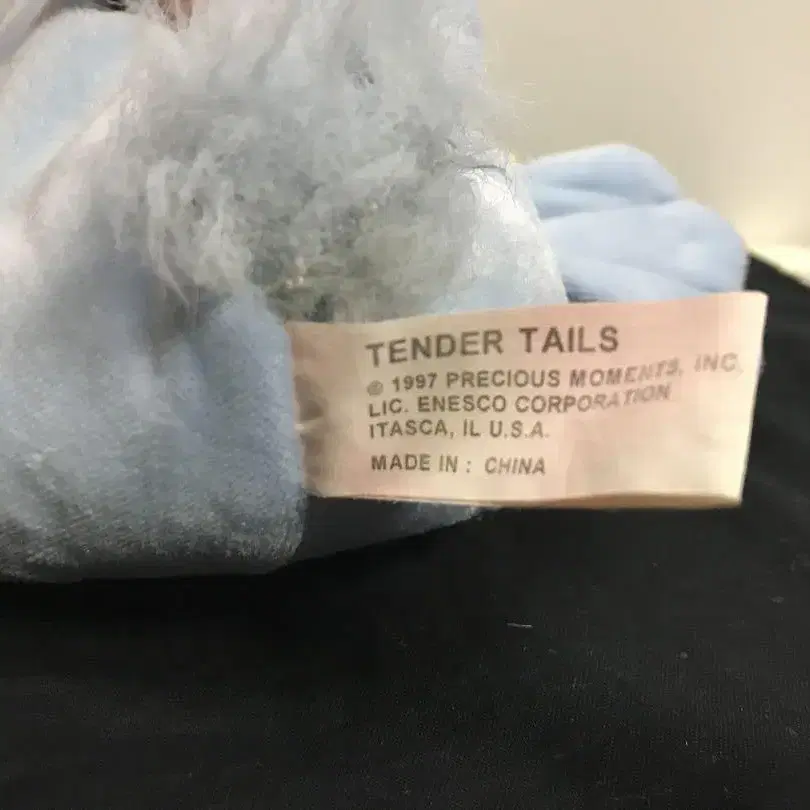 TENDER TAILS
© 1997 PRECIOUS MOMENTS, INC.
LIC. ENESCO CORPORATION
ITASCA, IL U.S.A.
MADE IN : CHINA